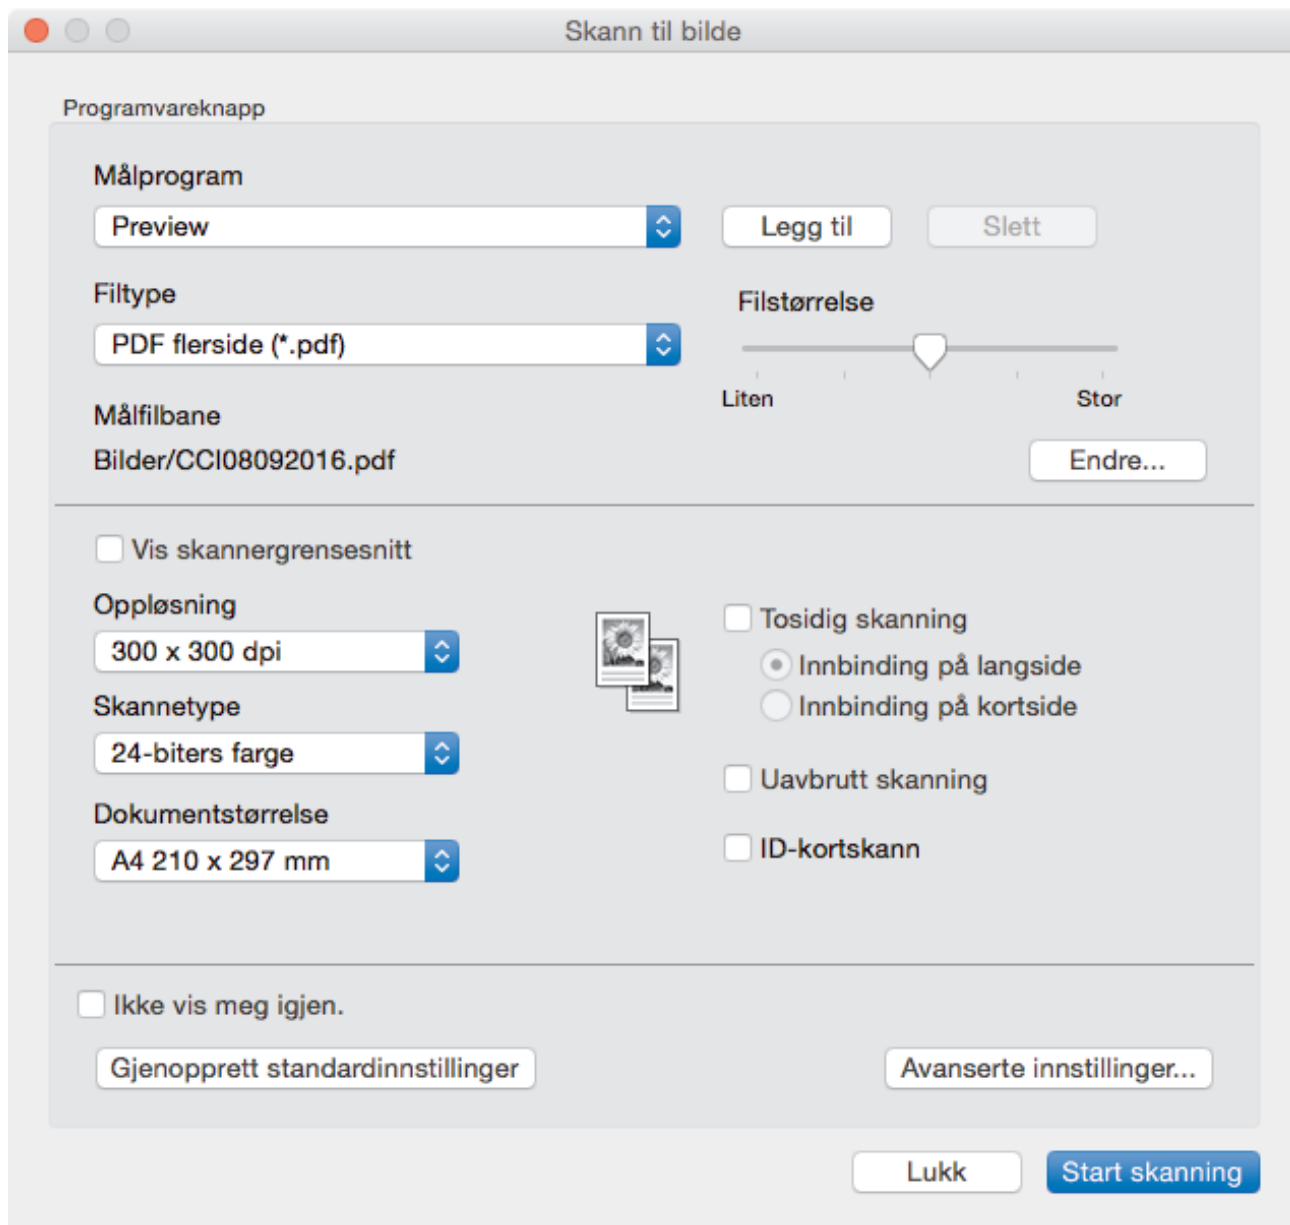 Skann til bilde
Programvareknapp
Målprogram
Preview
Legg til
Slett
Filtype
Filstørrelse
PDF flerside (*.pdf)
Liten
Stor
Målfilbane
Bilder/CCI08092016.pdf
Endre...
Vis skannergrensesnitt
Oppløsning
300 x 300 dpi
Tosidig skanning
Innbinding på langside
Innbinding på kortside
Skannetype
24-biters farge
Uavbrutt skanning
Dokumentstørrelse
A4 210 x 297 mm
ID-kortskann
Ikke vis meg igjen.
Gjenopprett standardinnstillinger
Avanserte innstillinger...
Lukk
Start skanning